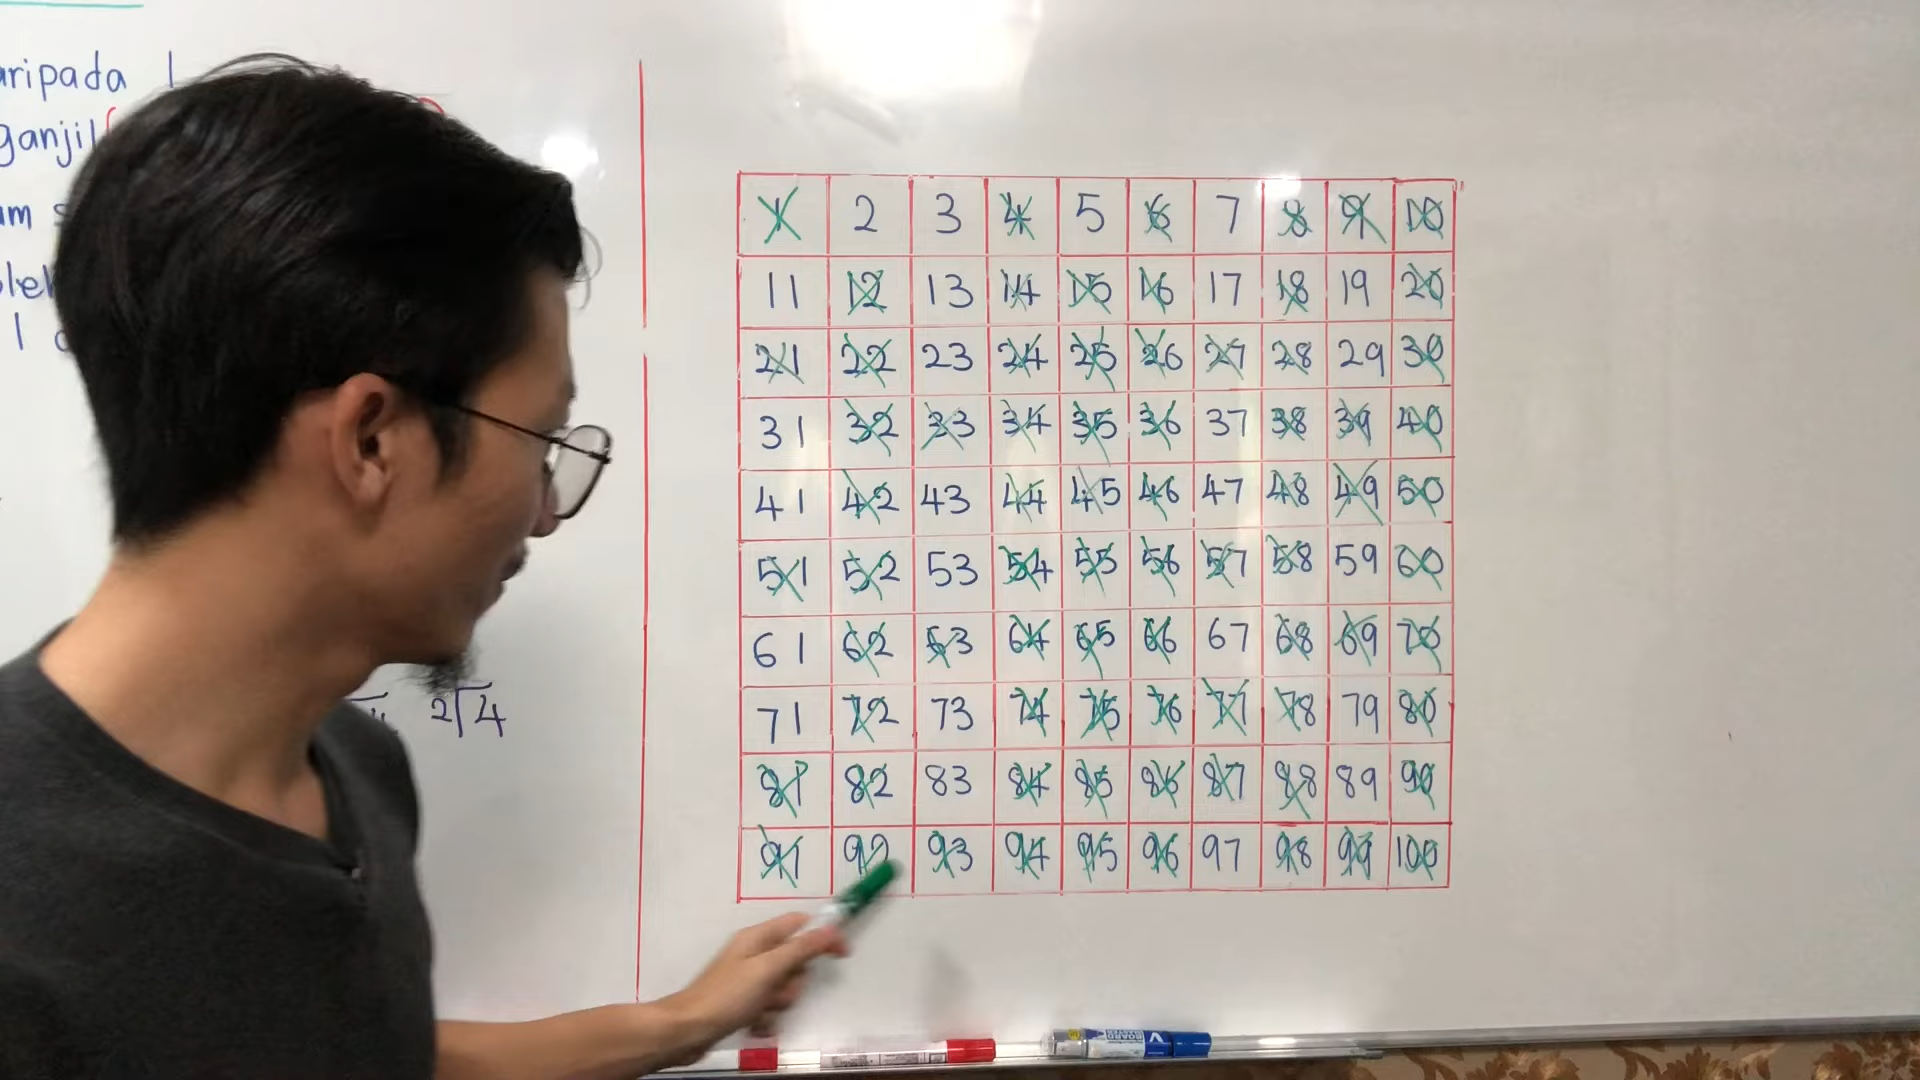 aripada 1
ganjil
am s
oleh
1 d
2√4
1 2 3 4 5 6 7 8 9 10
11 12 13 14 15 16 17 18 19 20
21 22 23 24 25 26 27 28 29 30
31 32 33 34 35 36 37 38 39 40
41 42 43 44 45 46 47 48 49 50
51 52 53 54 55 56 57 58 59 60
61 62 63 64 65 66 67 68 69 70
71 72 73 74 75 76 77 78 79 80
81 82 83 84 85 86 87 88 89 90
91 92 93 94 95 96 97 98 99 100